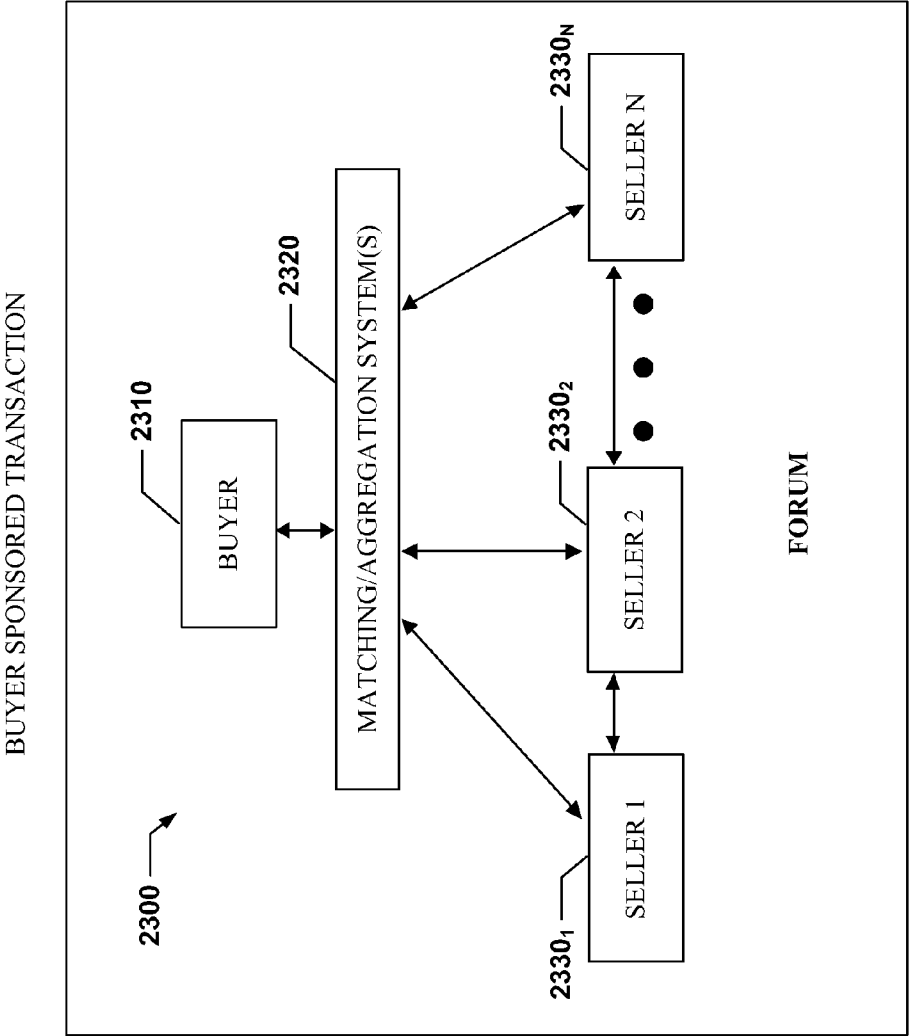 BUYER SPONSORED TRANSACTION
2300
2310
BUYER
2320
MATCHING/AGGREGATION SYSTEM(S)
2330₁
SELLER 1
2330₂
SELLER 2
2330ₙ
SELLER N
FORUM